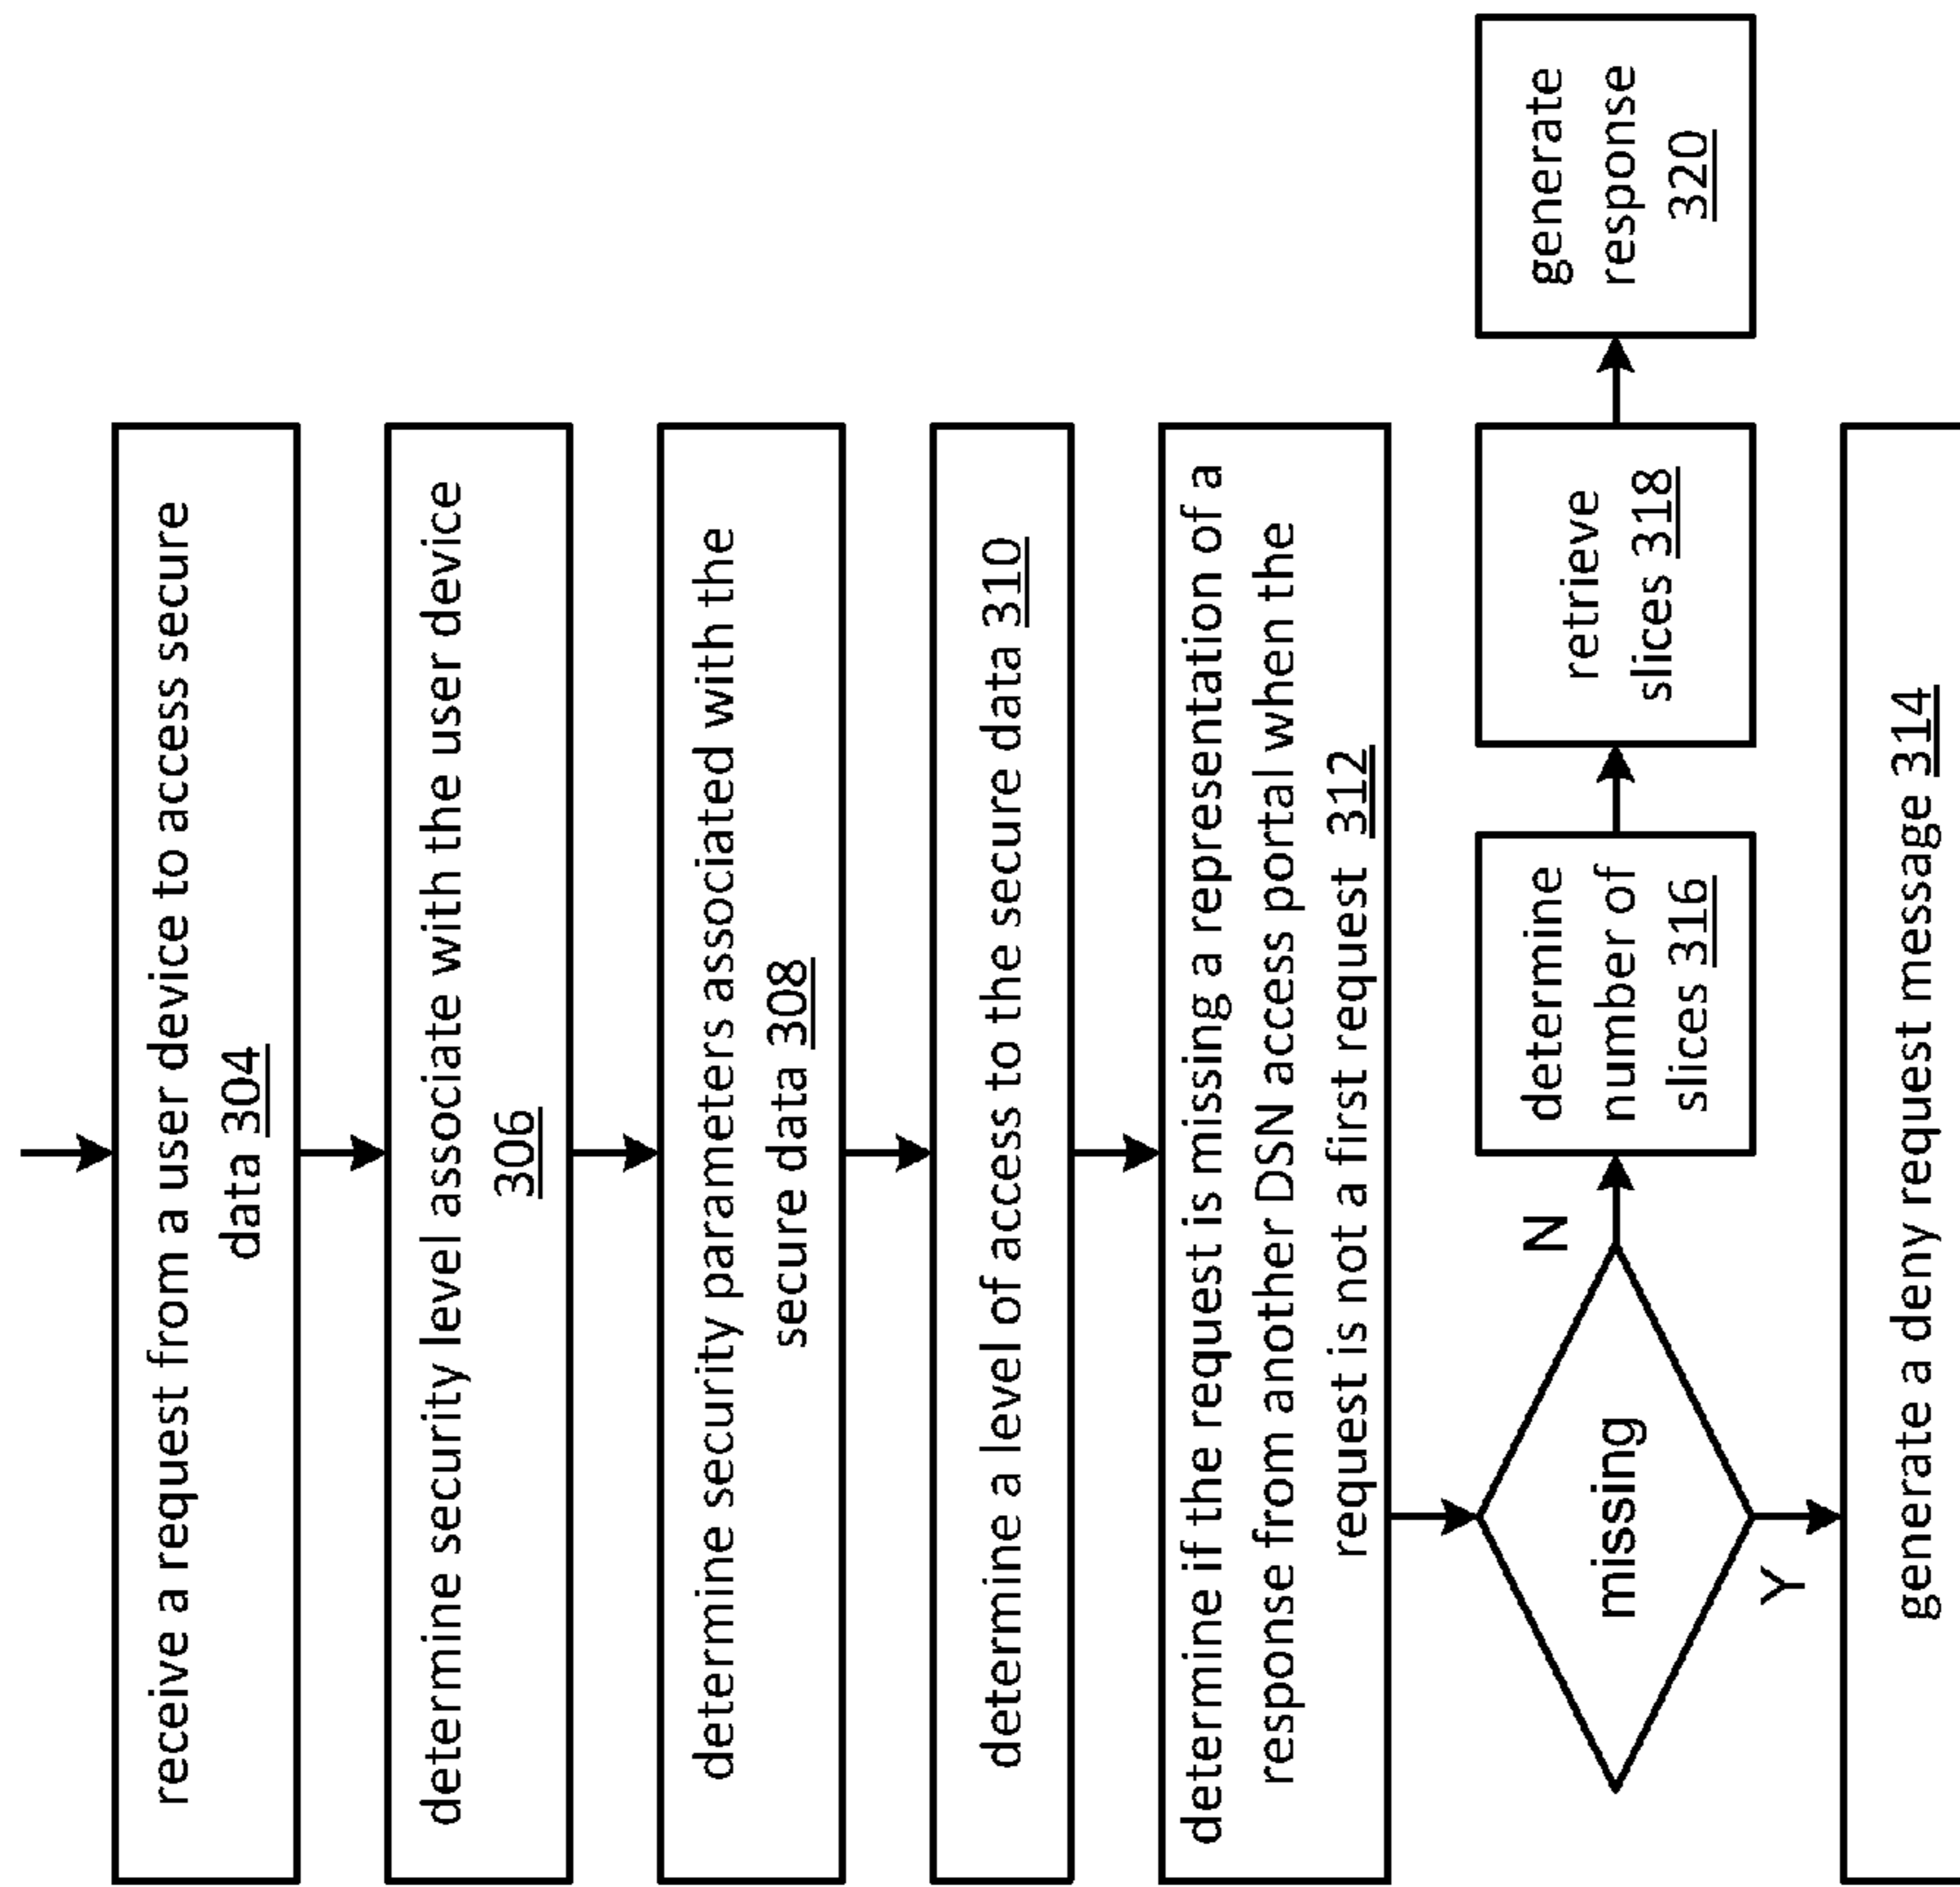 receive a request from a user device to access secure
data 304
determine security level associate with the user device
306
determine security parameters associated with the
secure data 308
determine a level of access to the secure data 310
determine if the request is missing a representation of a
response from another DSN access portal when the
request is not a first request 312
missing
N
Y
determine
number of
slices 316
retrieve
slices 318
generate
response
320
generate a deny request message 314